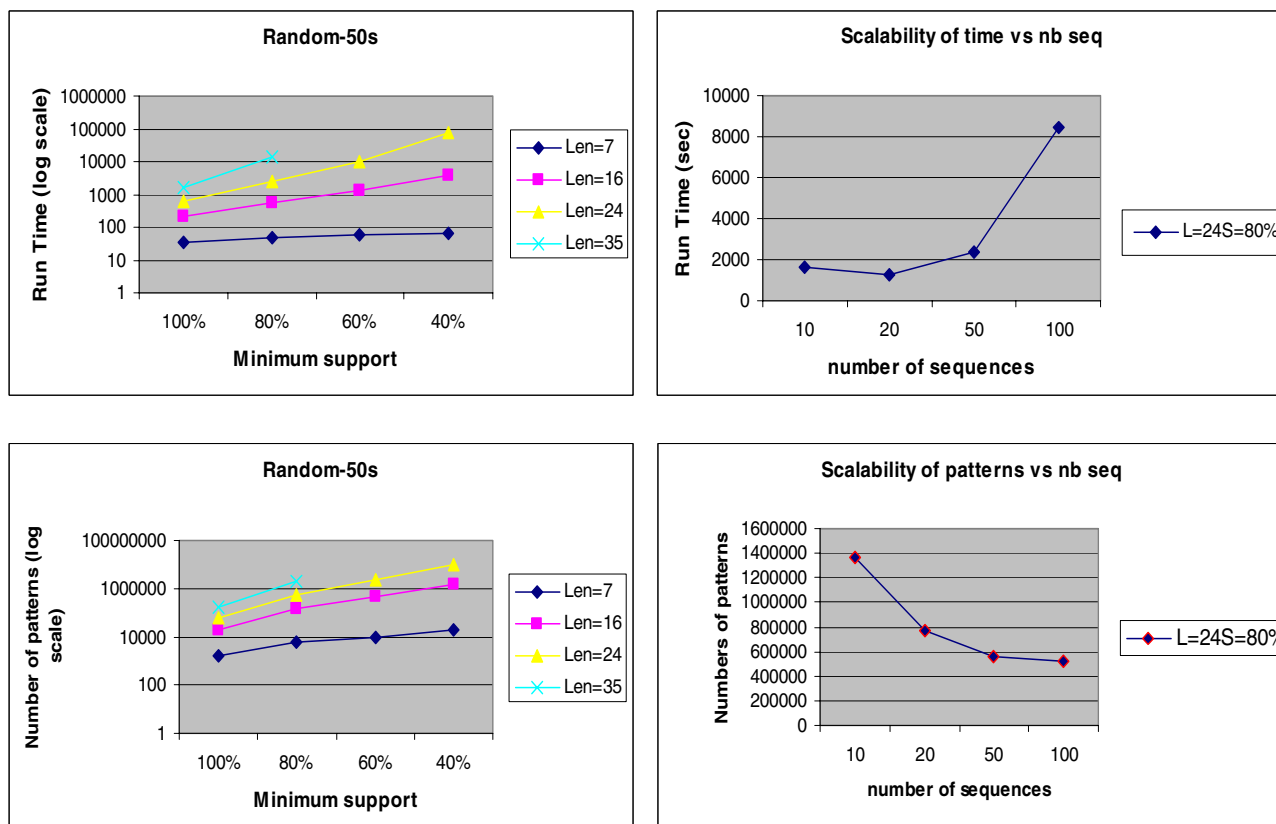 Random-50s
Run Time (log scale)
1000000
100000
10000
1000
100
10
1
100% 80% 60% 40%
Minimum support
Len=7
Len=16
Len=24
Len=35
Scalability of time vs nb seq
Run Time (sec)
10000
8000
6000
4000
2000
0
10 20 50 100
number of sequences
L=24S=80%
Random-50s
Number of patterns (log
scale)
100000000
1000000
10000
100
1
100% 80% 60% 40%
Minimum support
Len=7
Len=16
Len=24
Len=35
Scalability of patterns vs nb seq
Numbers of patterns
1600000
1400000
1200000
1000000
800000
600000
400000
200000
0
10 20 50 100
number of sequences
L=24S=80%